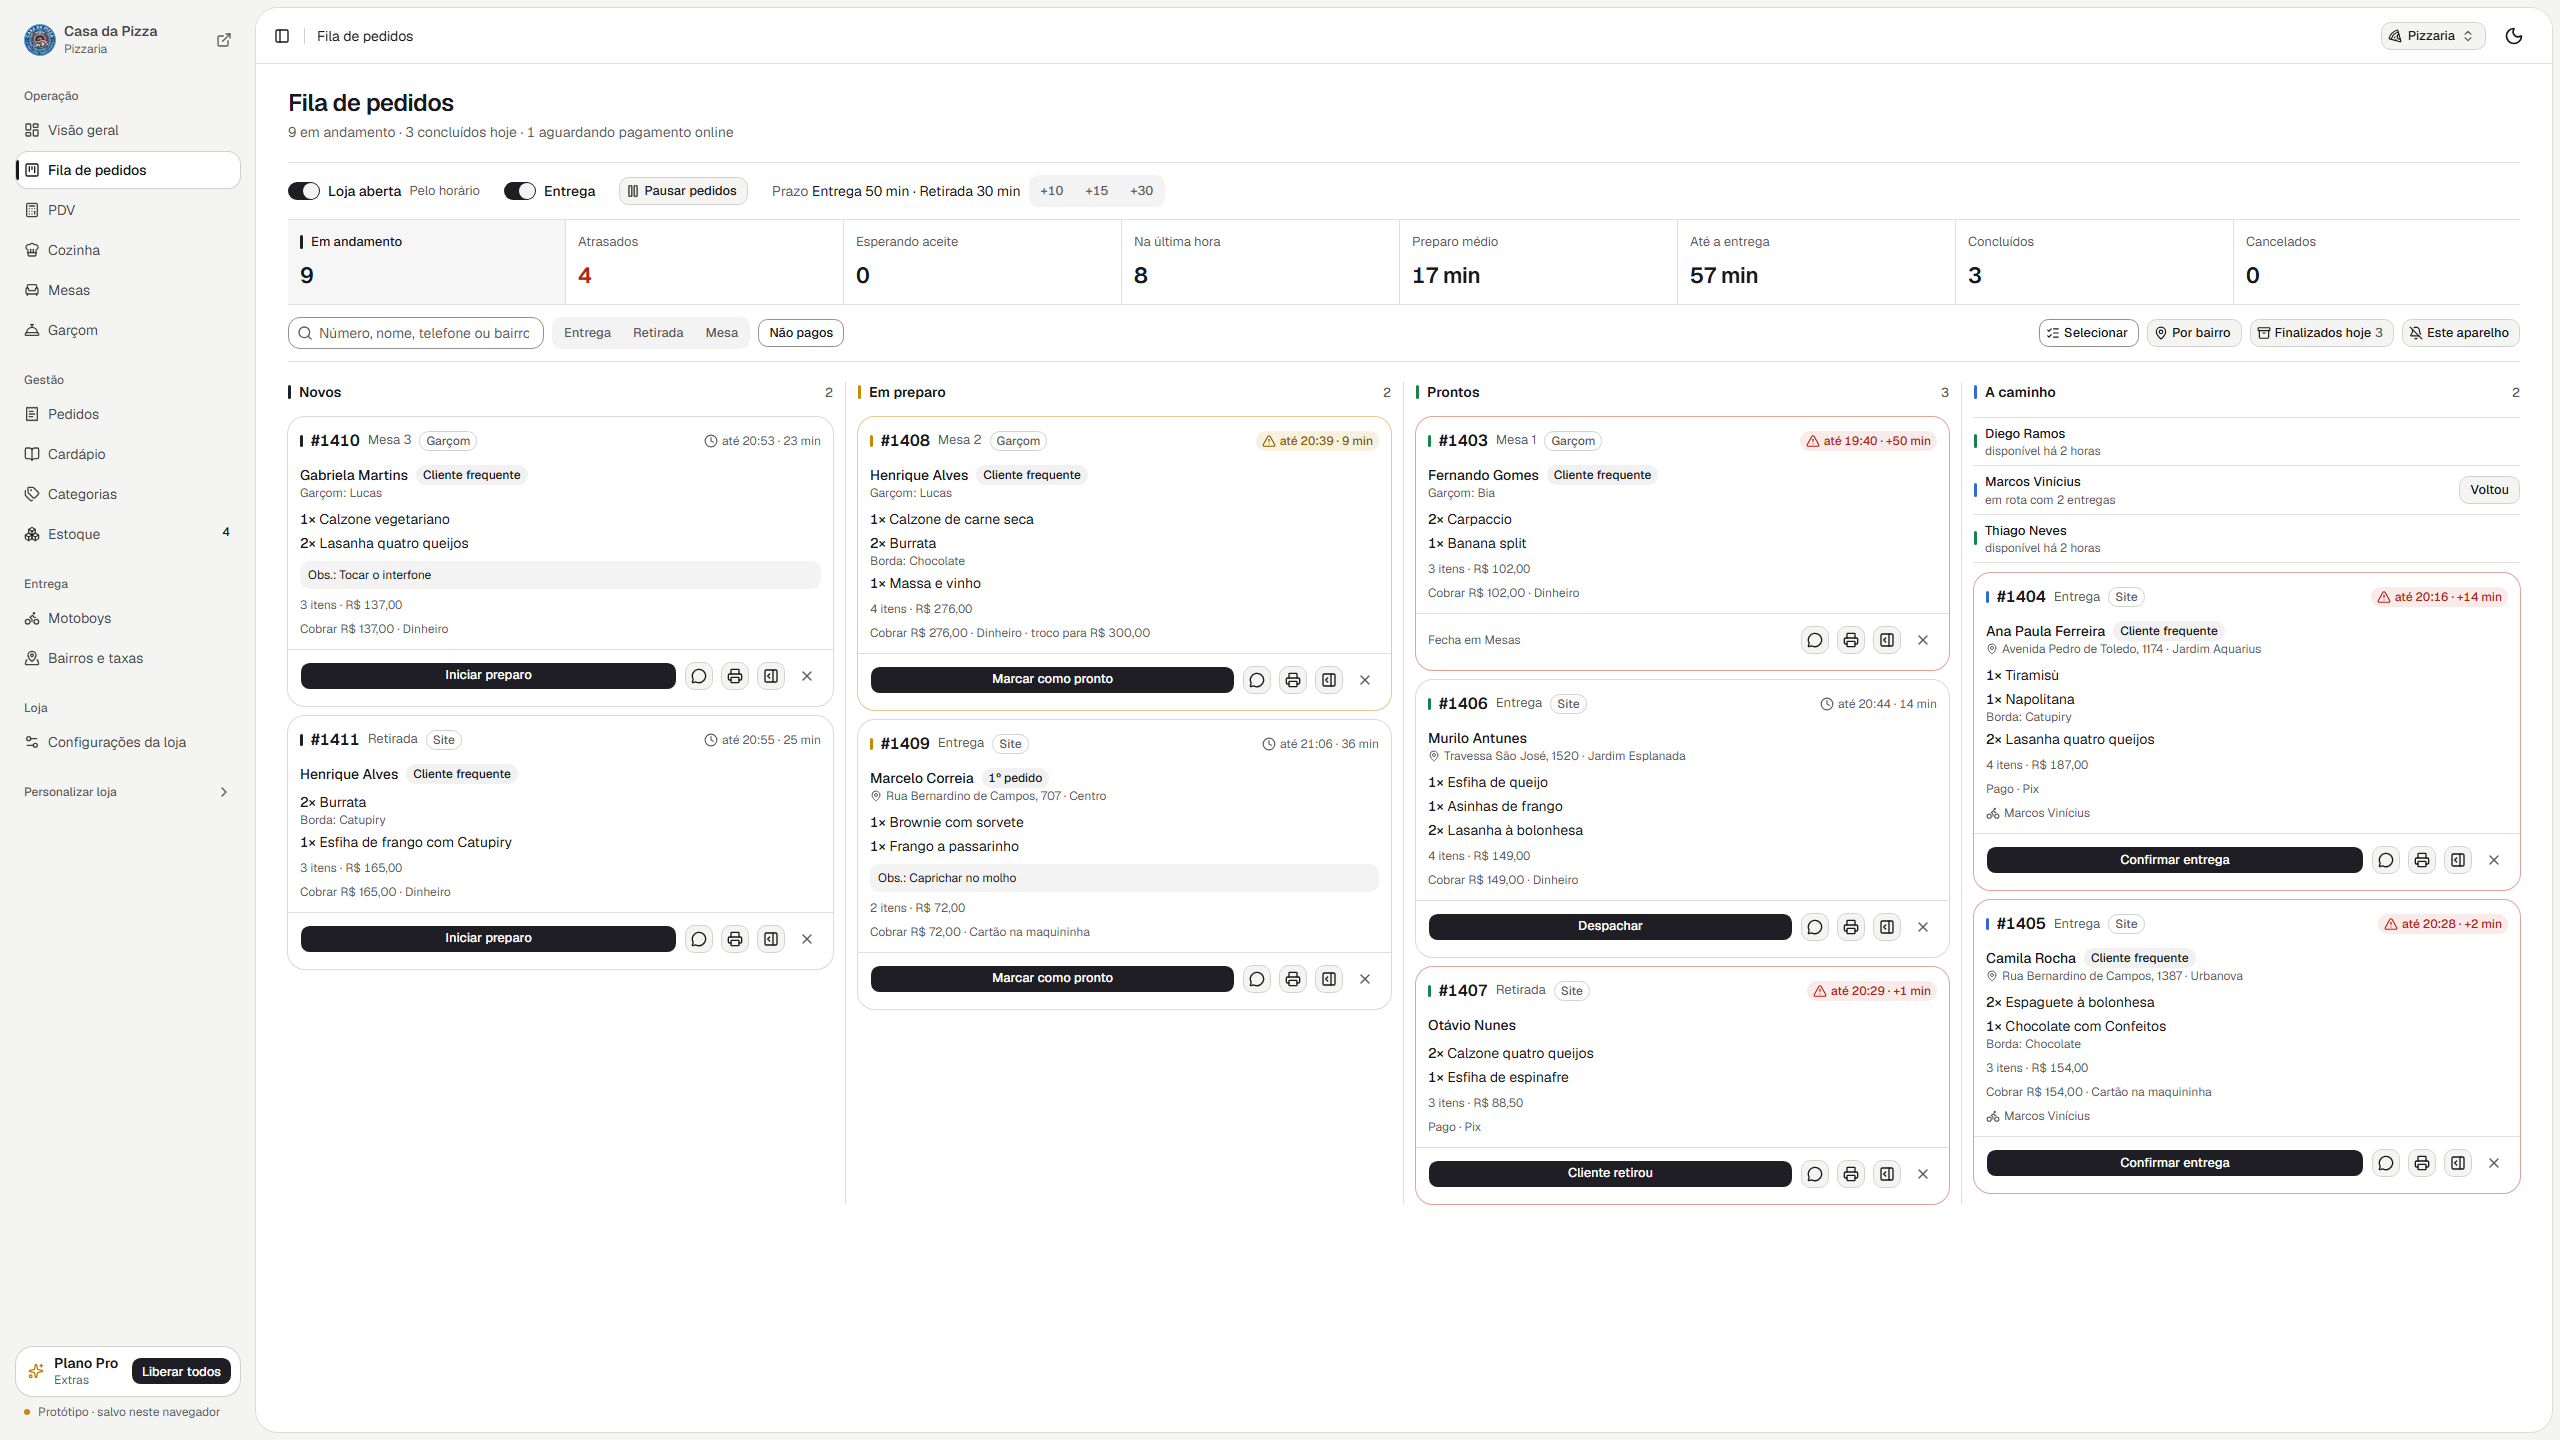 Casa da Pizza
Pizzaria
Operação
Visão geral
Fila de pedidos
PDV
Cozinha
Mesas
Garçom
Gestão
Pedidos
Cardápio
Categorias
Estoque 4
Entrega
Motoboys
Bairros e taxas
Loja
Configurações da loja
Personalizar loja
Plano Pro
Extras
Liberar todos
Protótipo · salvo neste navegador
Fila de pedidos
Pizzaria
Fila de pedidos
9 em andamento · 3 concluídos hoje · 1 aguardando pagamento online
Loja aberta Pelo horário Entrega Pausar pedidos Prazo Entrega 50 min · Retirada 30 min +10 +15 +30
Em andamento
9
Atrasados
4
Esperando aceite
0
Na última hora
8
Preparo médio
17 min
Até a entrega
57 min
Concluídos
3
Cancelados
0
Número, nome, telefone ou bairro Entrega Retirada Mesa Não pagos
Selecionar Por bairro Finalizados hoje 3 Este aparelho
Novos 2
#1410 Mesa 3 Garçom até 20:53 · 23 min
Gabriela Martins Cliente frequente
Garçom: Lucas
1× Calzone vegetariano
2× Lasanha quatro queijos
Obs.: Tocar o interfone
3 itens · R$ 137,00
Cobrar R$ 137,00 · Dinheiro
Iniciar preparo
#1411 Retirada Site até 20:55 · 25 min
Henrique Alves Cliente frequente
2× Burrata
Borda: Catupiry
1× Esfiha de frango com Catupiry
3 itens · R$ 165,00
Cobrar R$ 165,00 · Dinheiro
Iniciar preparo
Em preparo 2
#1408 Mesa 2 Garçom até 20:39 · 9 min
Henrique Alves Cliente frequente
Garçom: Lucas
1× Calzone de carne seca
2× Burrata
Borda: Chocolate
1× Massa e vinho
4 itens · R$ 276,00
Cobrar R$ 276,00 · Dinheiro · troco para R$ 300,00
Marcar como pronto
#1409 Entrega Site até 21:06 · 36 min
Marcelo Correia 1º pedido
Rua Bernardino de Campos, 707 · Centro
1× Brownie com sorvete
1× Frango a passarinho
Obs.: Caprichar no molho
2 itens · R$ 72,00
Cobrar R$ 72,00 · Cartão na maquininha
Marcar como pronto
Prontos 3
#1403 Mesa 1 Garçom até 19:40 · +50 min
Fernando Gomes Cliente frequente
Garçom: Bia
2× Carpaccio
1× Banana split
3 itens · R$ 102,00
Cobrar R$ 102,00 · Dinheiro
Fecha em Mesas
#1406 Entrega Site até 20:44 · 14 min
Murilo Antunes
Travessa São José, 1520 · Jardim Esplanada
1× Esfiha de queijo
1× Asinhas de frango
2× Lasanha à bolonhesa
4 itens · R$ 149,00
Cobrar R$ 149,00 · Dinheiro
Despachar
#1407 Retirada Site até 20:29 · +1 min
Otávio Nunes
2× Calzone quatro queijos
1× Esfiha de espinafre
3 itens · R$ 88,50
Pago · Pix
Cliente retirou
A caminho 2
Diego Ramos
disponível há 2 horas
Marcos Vinícius
em rota com 2 entregas
Voltou
Thiago Neves
disponível há 2 horas
#1404 Entrega Site até 20:16 · +14 min
Ana Paula Ferreira Cliente frequente
Avenida Pedro de Toledo, 1174 · Jardim Aquarius
1× Tiramisù
1× Napolitana
Borda: Catupiry
2× Lasanha quatro queijos
4 itens · R$ 187,00
Pago · Pix
Marcos Vinícius
Confirmar entrega
#1405 Entrega Site até 20:28 · +2 min
Camila Rocha Cliente frequente
Rua Bernardino de Campos, 1387 · Urbanova
2× Espaguete à bolonhesa
1× Chocolate com Confeitos
Borda: Chocolate
3 itens · R$ 154,00
Cobrar R$ 154,00 · Cartão na maquininha
Marcos Vinícius
Confirmar entrega